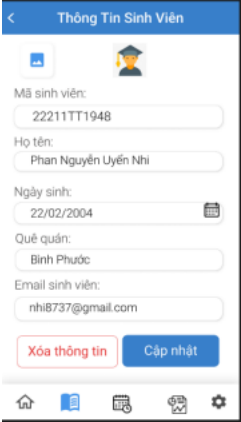 Thông Tin Sinh Viên
Mã sinh viên:
22211TT1948
Họ tên:
Phan Nguyễn Uyển Nhi
Ngày sinh:
22/02/2004
Quê quán:
Bình Phước
Email sinh viên:
nhi8737@gmail.com
Xóa thông tin
Cập nhật